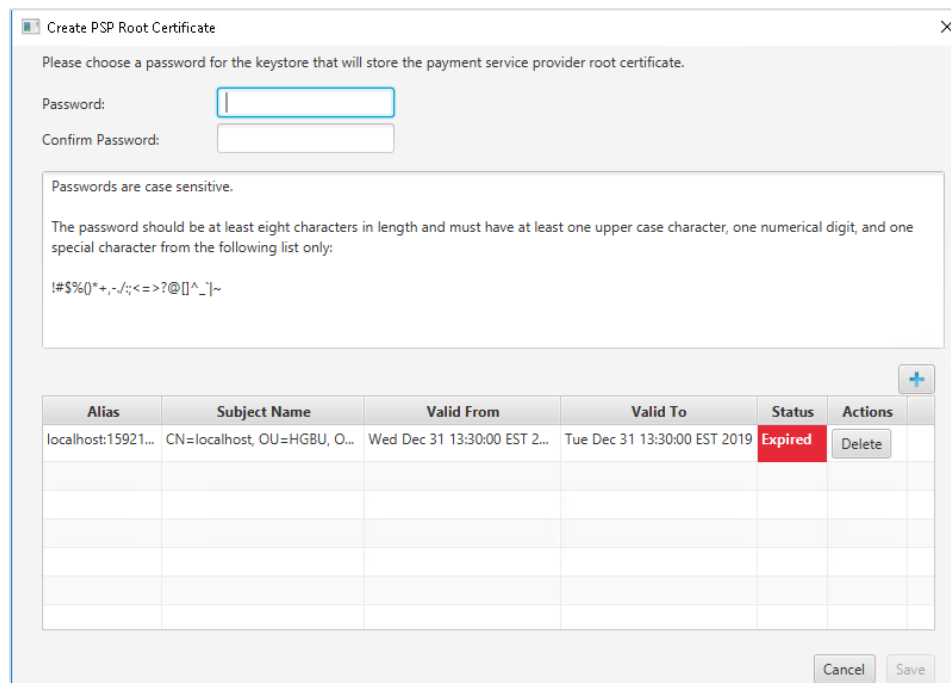 Create PSP Root Certificate
Please choose a password for the keystore that will store the payment service provider root certificate.
Password:
Confirm Password:
Passwords are case sensitive.
The password should be at least eight characters in length and must have at least one upper case character, one numerical digit, and one
special character from the following list only:
!#$%()*+,-./:;<=>?@[]^_`|~
Alias Subject Name Valid From Valid To Status Actions
localhost:15921... CN=localhost, OU=HGBU, O... Wed Dec 31 13:30:00 EST 2... Tue Dec 31 13:30:00 EST 2019 Expired Delete
Cancel Save